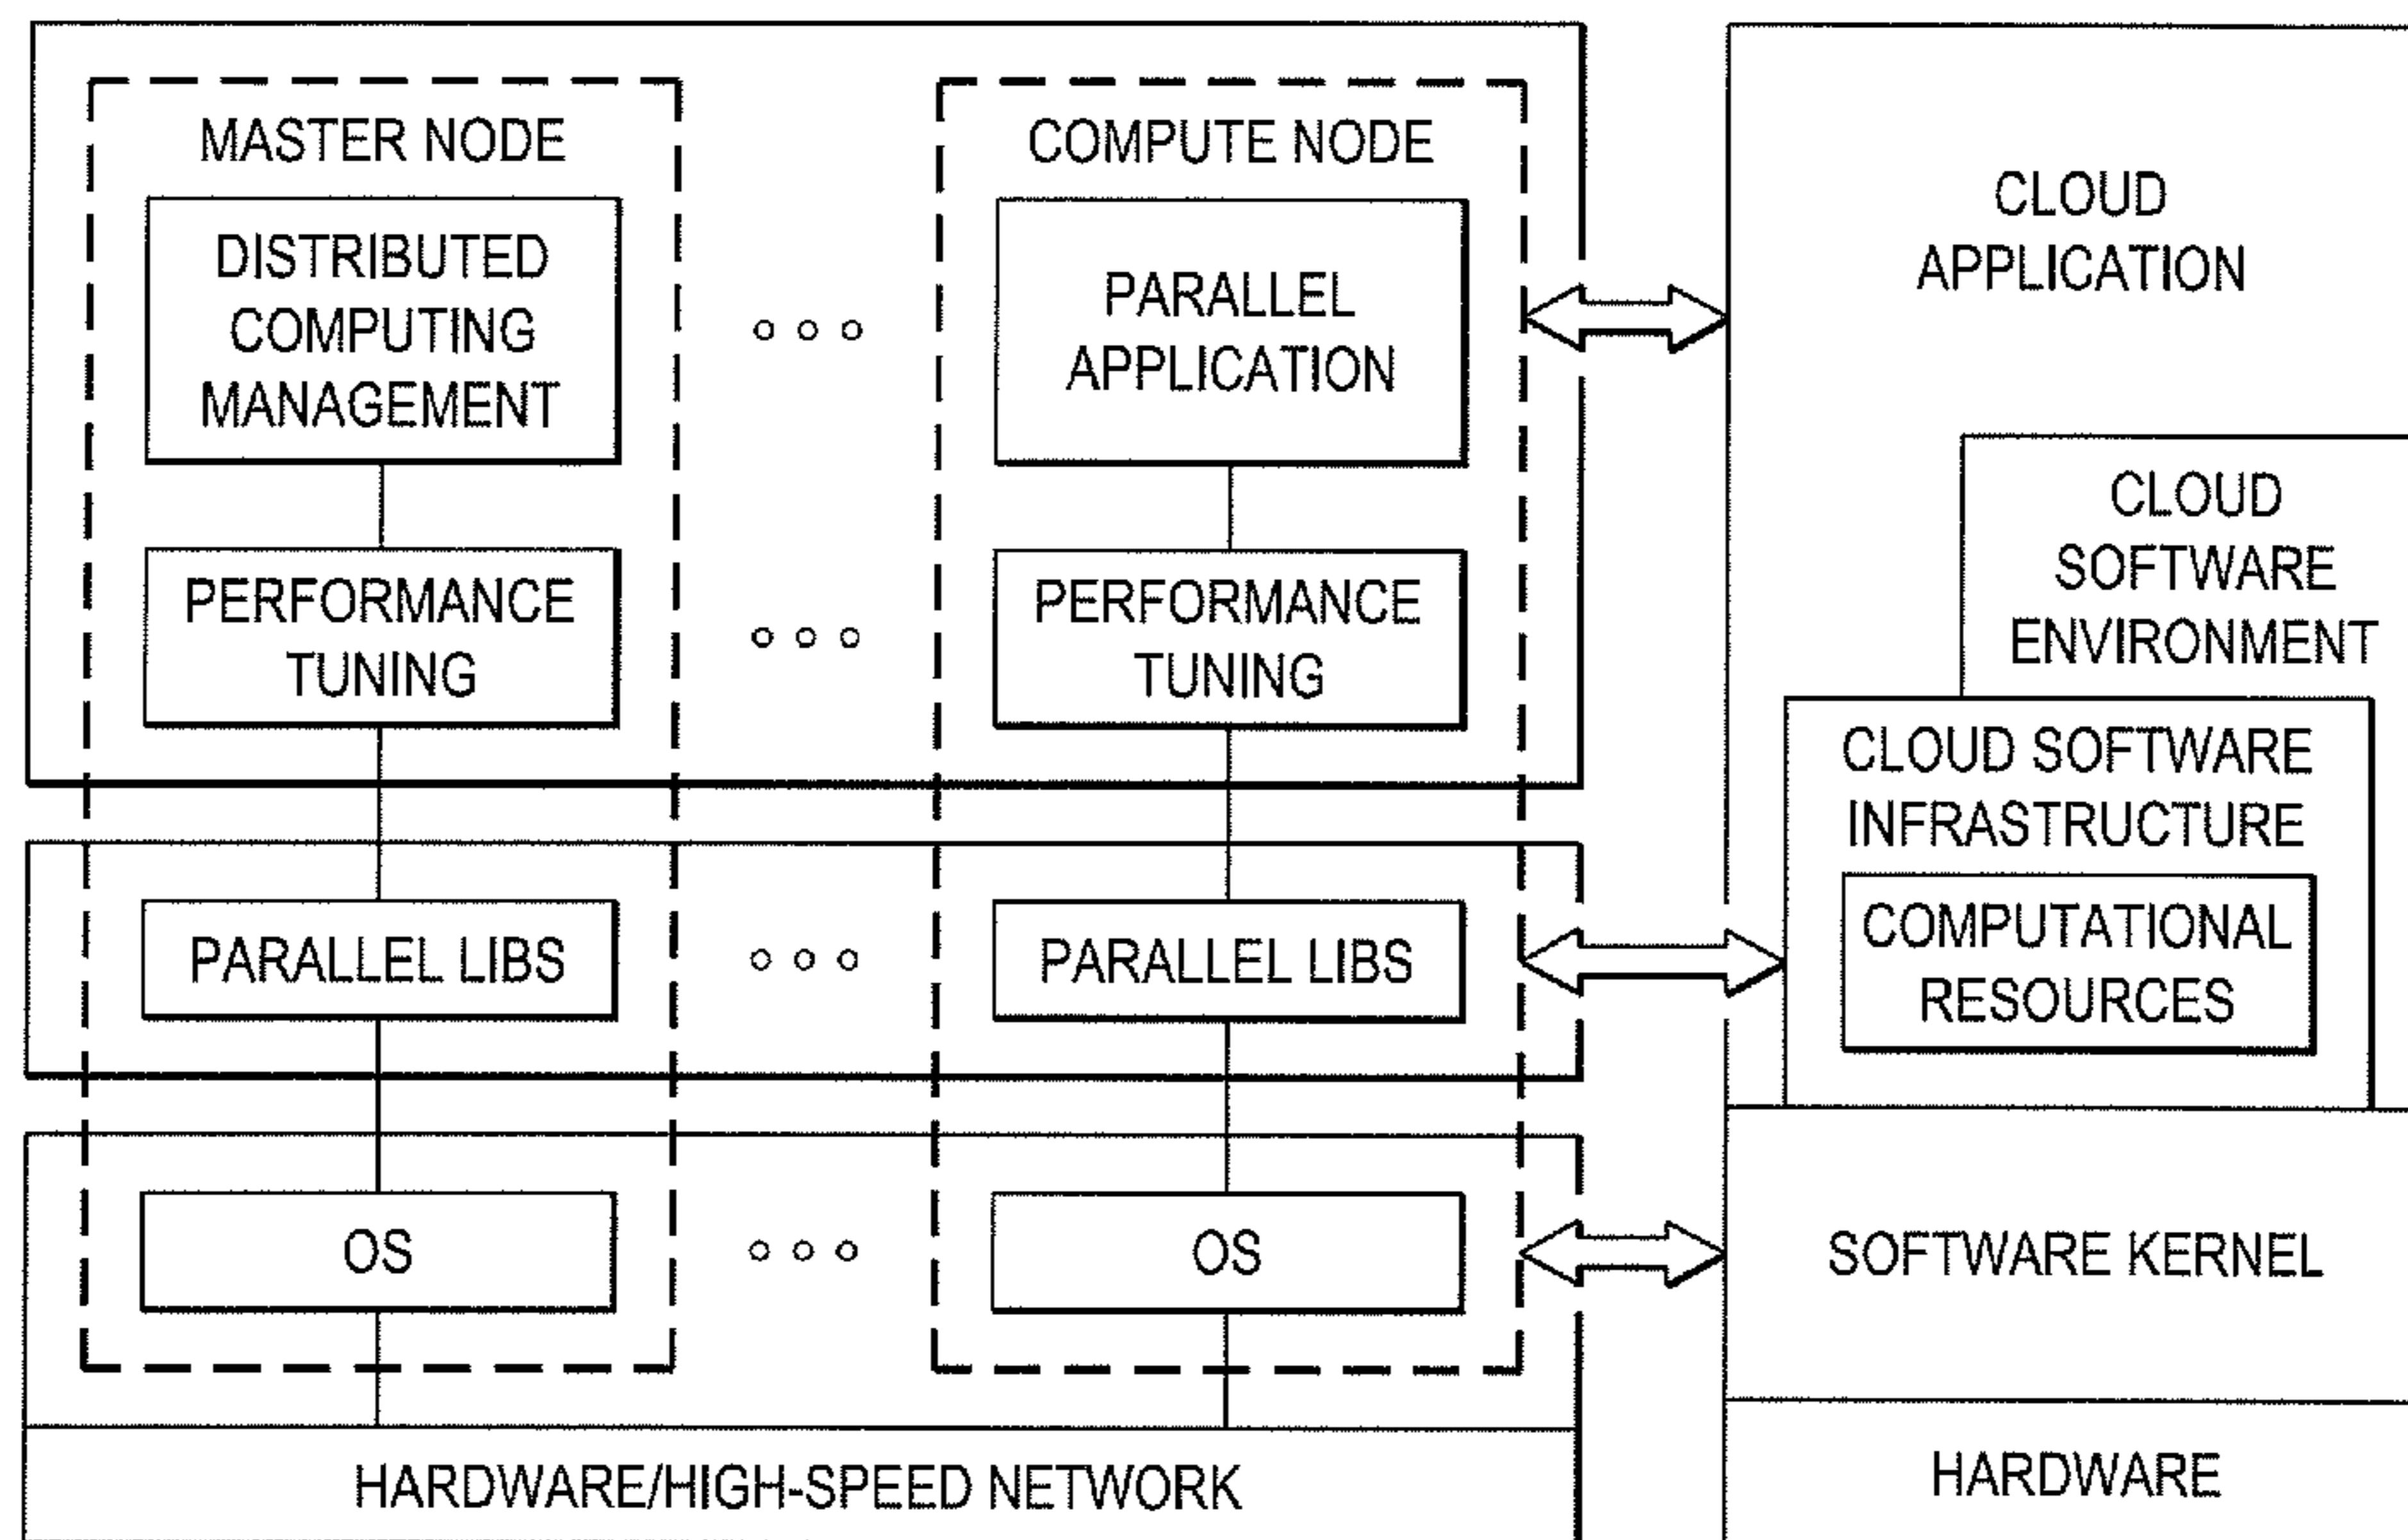 MASTER NODE
DISTRIBUTED
COMPUTING
MANAGEMENT
PERFORMANCE
TUNING
PARALLEL LIBS
OS
COMPUTE NODE
PARALLEL
APPLICATION
PERFORMANCE
TUNING
PARALLEL LIBS
OS
HARDWARE/HIGH-SPEED NETWORK
CLOUD
APPLICATION
CLOUD
SOFTWARE
ENVIRONMENT
CLOUD SOFTWARE
INFRASTRUCTURE
COMPUTATIONAL
RESOURCES
SOFTWARE KERNEL
HARDWARE